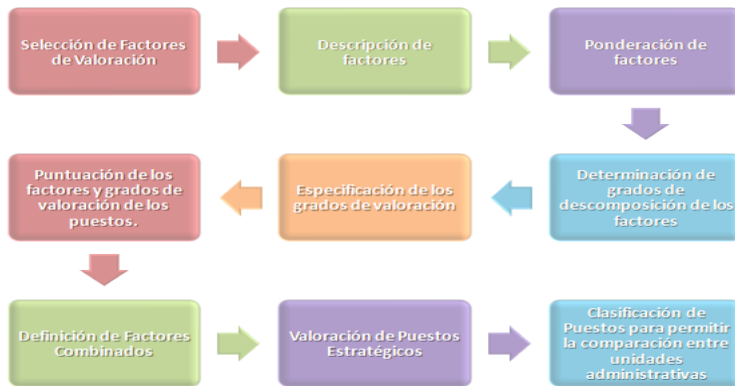 Selección de Factores
de Valoración
Descripción de
factores
Ponderación de
factores
Determinación de
grados de
descomposición de los
factores
Especificación de los
grados de valoración
Puntuación de los
factores y grados de
valoración de los
puestos.
Definición de Factores
Combinados
Valoración de Puestos
Estratégicos
Clasificación de
Puestos para permitir
la comparación entre
unidades
administrativas